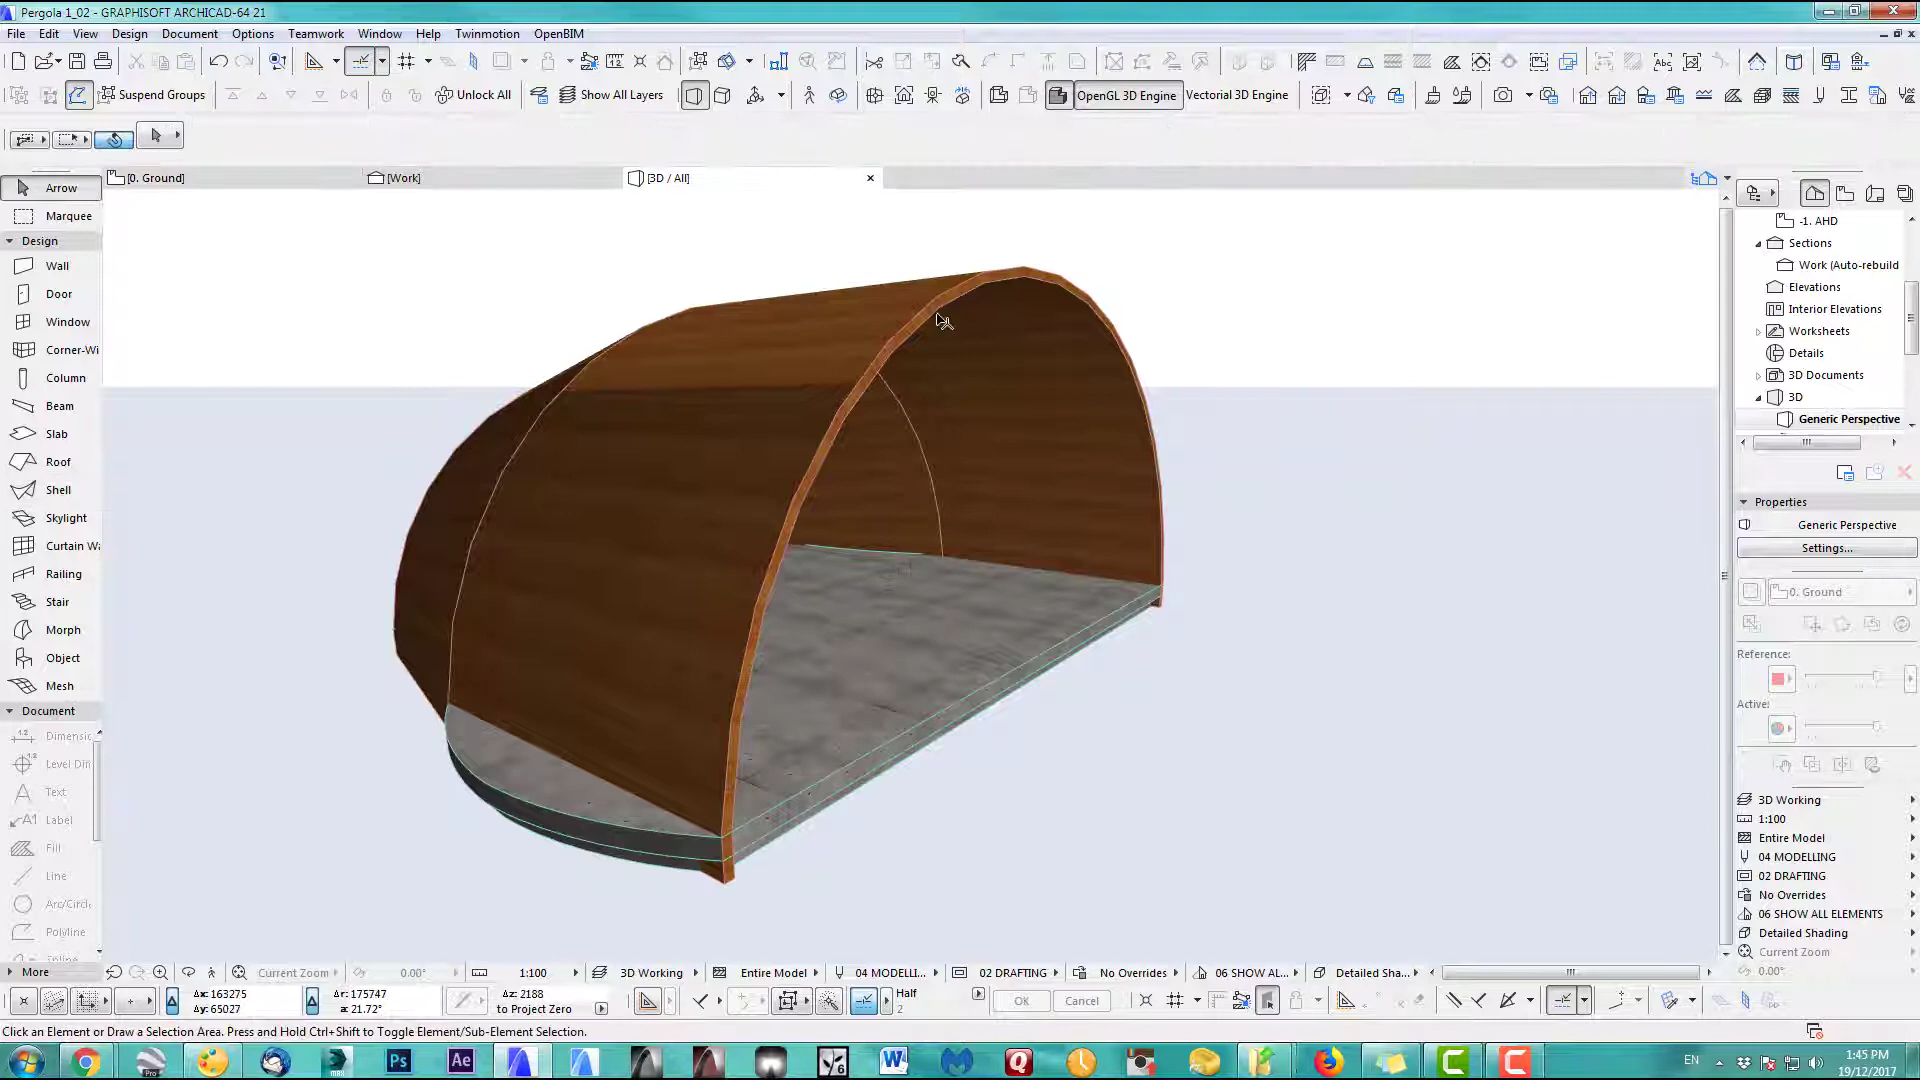 Pergola 1_02 - GRAPHISOFT ARCHICAD-64 21
File Edit View Design Document Options Teamwork Window Help Twinmotion OpenBIM
Suspend Groups Unlock All Show All Layers OpenGL 3D Engine Vectorial 3D Engine
[0. Ground] [Work] [3D / All]
Arrow
Marquee
Design
Wall
Door
Window
Corner-Wi
Column
Beam
Slab
Roof
Shell
Skylight
Curtain Wa
Railing
Stair
Morph
Object
Mesh
Document
Dimensic
Level Din
Text
A1 Label
Fill
Line
Arc/Circl
Polyline
More
-1. AHD
Sections
Work (Auto-rebuild
Elevations
Interior Elevations
Worksheets
Details
3D Documents
3D
Generic Perspective
Properties
Generic Perspective
Settings...
0. Ground
Reference:
Active:
3D Working
1:100
Entire Model
04 MODELLING
02 DRAFTING
No Overrides
06 SHOW ALL ELEMENTS
Detailed Shading
Current Zoom
0.00°
Current Zoom 0.00° 1:100 3D Working Entire Model 04 MODELLI... 02 DRAFTING No Overrides 06 SHOW AL... Detailed Sha...
Δx: 163275 Δr: 175747 Δz: 2188 Half
Δy: 65027 a: 21.72° to Project Zero 2
OK Cancel
Click an Element or Draw a Selection Area. Press and Hold Ctrl+Shift to Toggle Element/Sub-Element Selection.
Pro MAX Ps Ae 6 W Q C C
EN 1:45 PM
19/12/2017